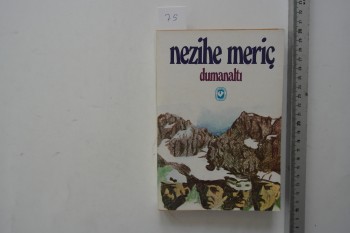 75
nezihe meriç
dumanaltı